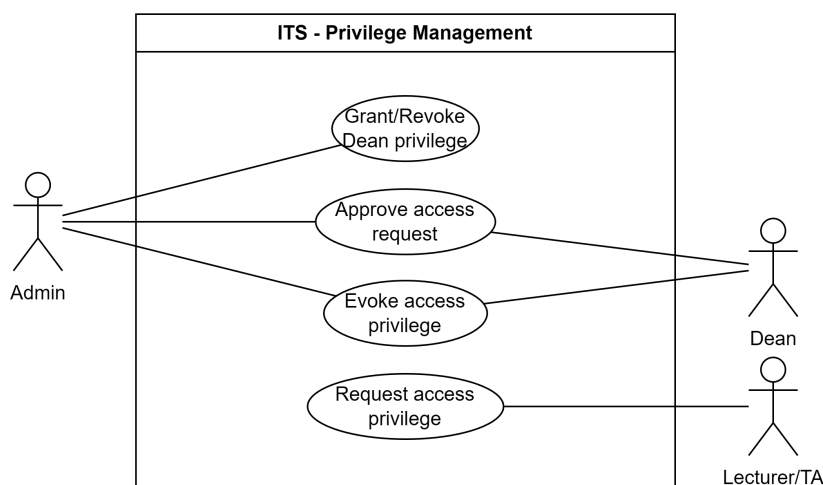 ITS - Privilege Management
Grant/Revoke
Dean privilege
Approve access
request
Admin
Evoke access
privilege
Dean
Request access
privilege
Lecturer/TA